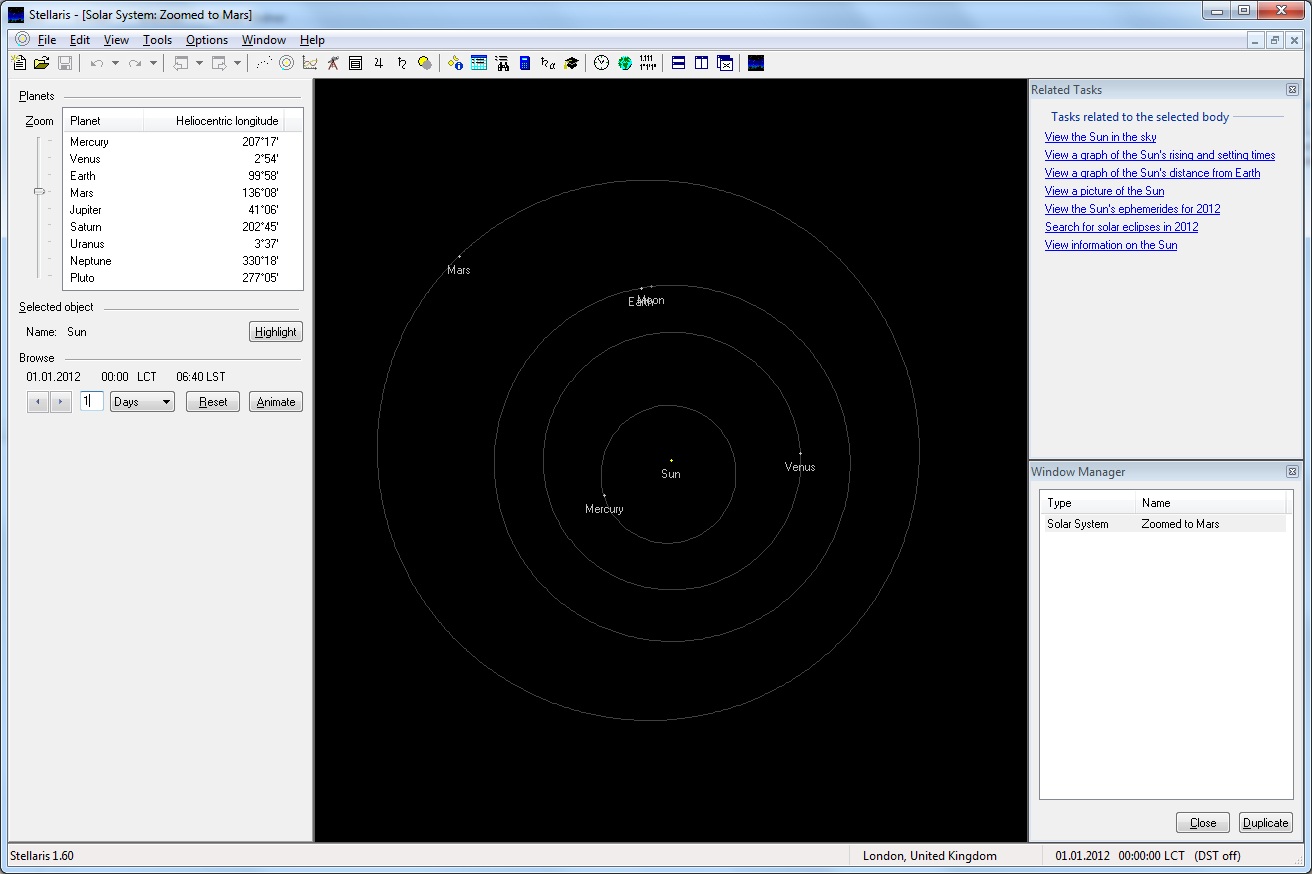 Stellaris - [Solar System: Zoomed to Mars]
File Edit View Tools Options Window Help
Planets
Zoom
Planet Heliocentric longitude
Mercury 207°17'
Venus 2°54'
Earth 99°58'
Mars 136°08'
Jupiter 41°06'
Saturn 202°45'
Uranus 3°37'
Neptune 330°18'
Pluto 277°05'
Selected object
Name: Sun Highlight
Browse
01.01.2012 00:00 LCT 06:40 LST
1 Days Reset Animate
Mars
Earth
Moon
Venus
Sun
Mercury
Related Tasks
Tasks related to the selected body
View the Sun in the sky
View a graph of the Sun's rising and setting times
View a graph of the Sun's distance from Earth
View a picture of the Sun
View the Sun's ephemerides for 2012
Search for solar eclipses in 2012
View information on the Sun
Window Manager
Type Name
Solar System Zoomed to Mars
Close Duplicate
Stellaris 1.60 London, United Kingdom 01.01.2012 00:00:00 LCT (DST off)